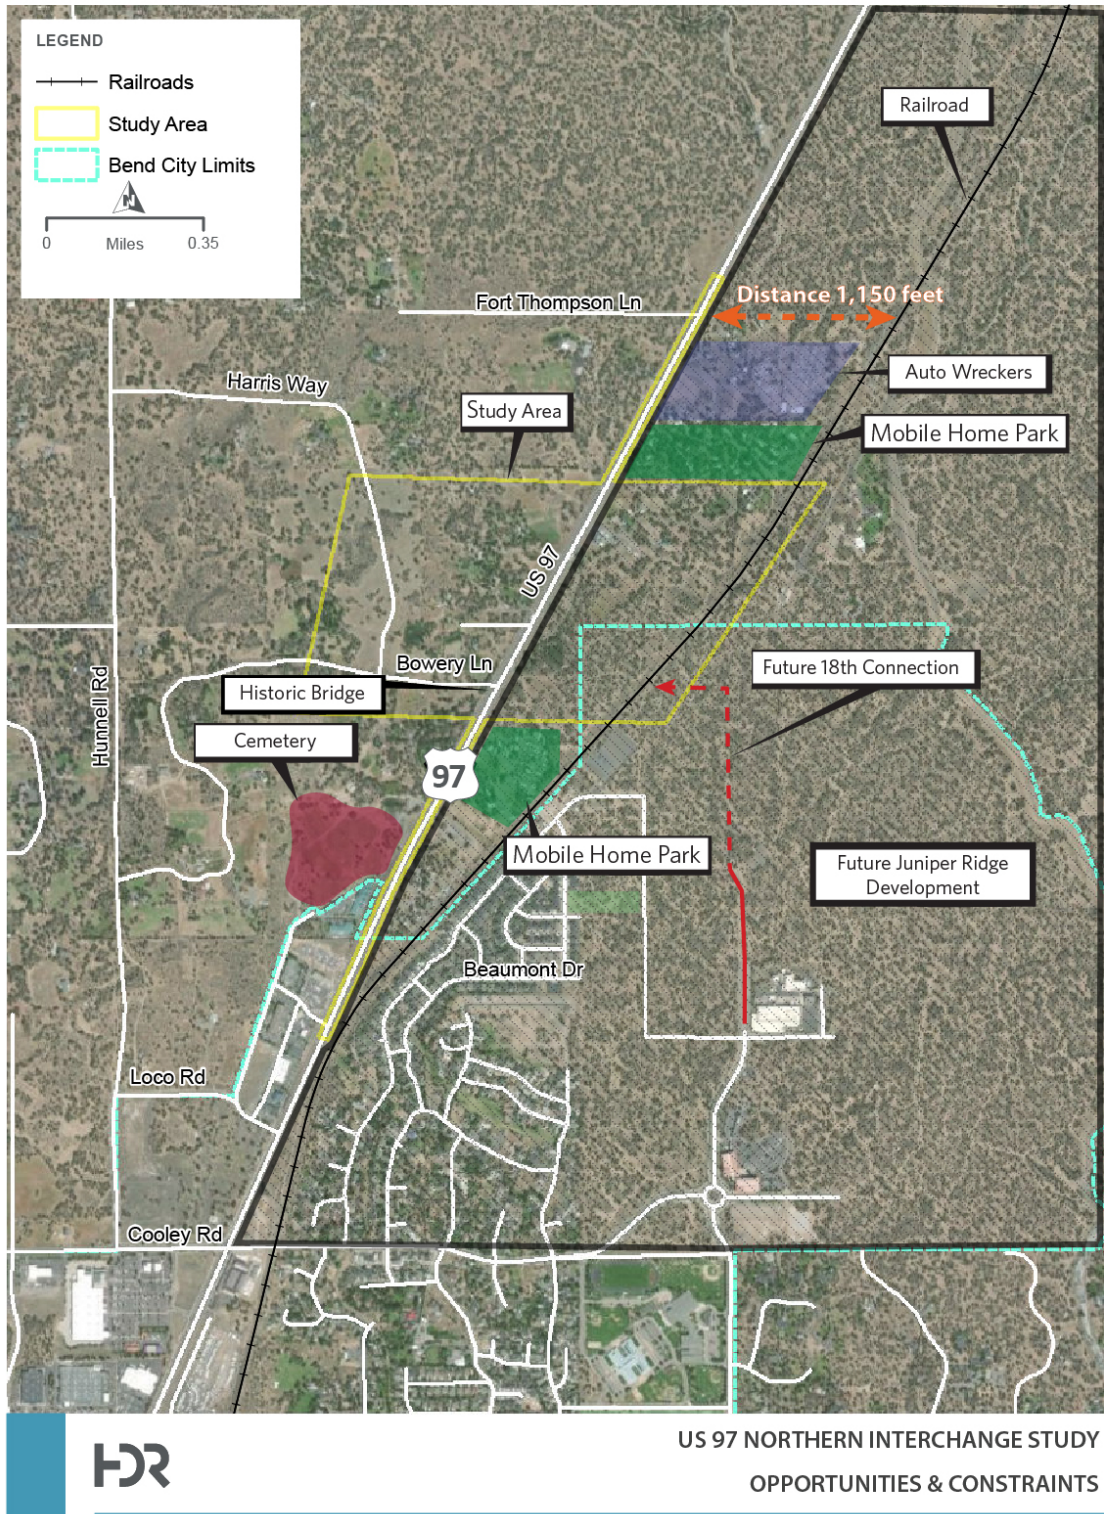 LEGEND
Railroads
Study Area
Bend City Limits
N
0 Miles 0.35
Railroad
Distance 1,150 feet
Fort Thompson Ln
Auto Wreckers
Harris Way
Study Area
Mobile Home Park
US 97
Bowery Ln
Future 18th Connection
Historic Bridge
Hunnell Rd
Cemetery
97
Mobile Home Park
Future Juniper Ridge
Development
Beaumont Dr
Loco Rd
Cooley Rd
HDR
US 97 NORTHERN INTERCHANGE STUDY
OPPORTUNITIES & CONSTRAINTS